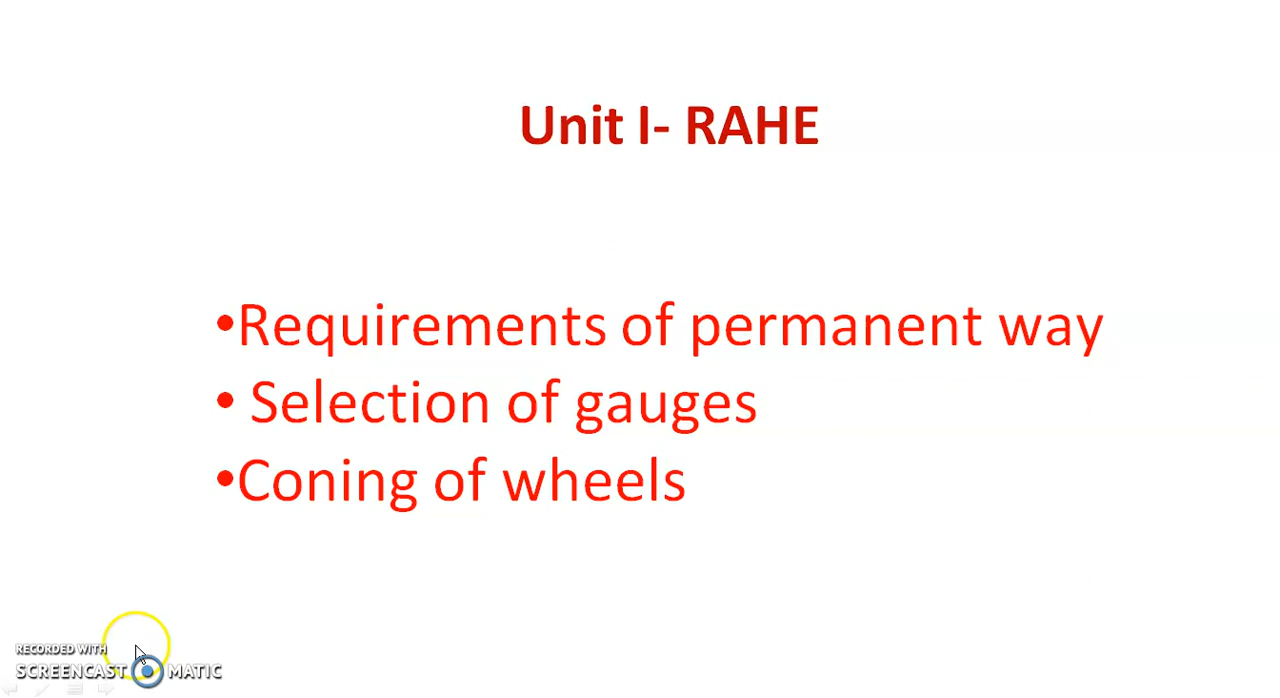 Unit I- RAHE
•Requirements of permanent way
• Selection of gauges
•Coning of wheels
RECORDED WITH
SCREENCAST MATIC